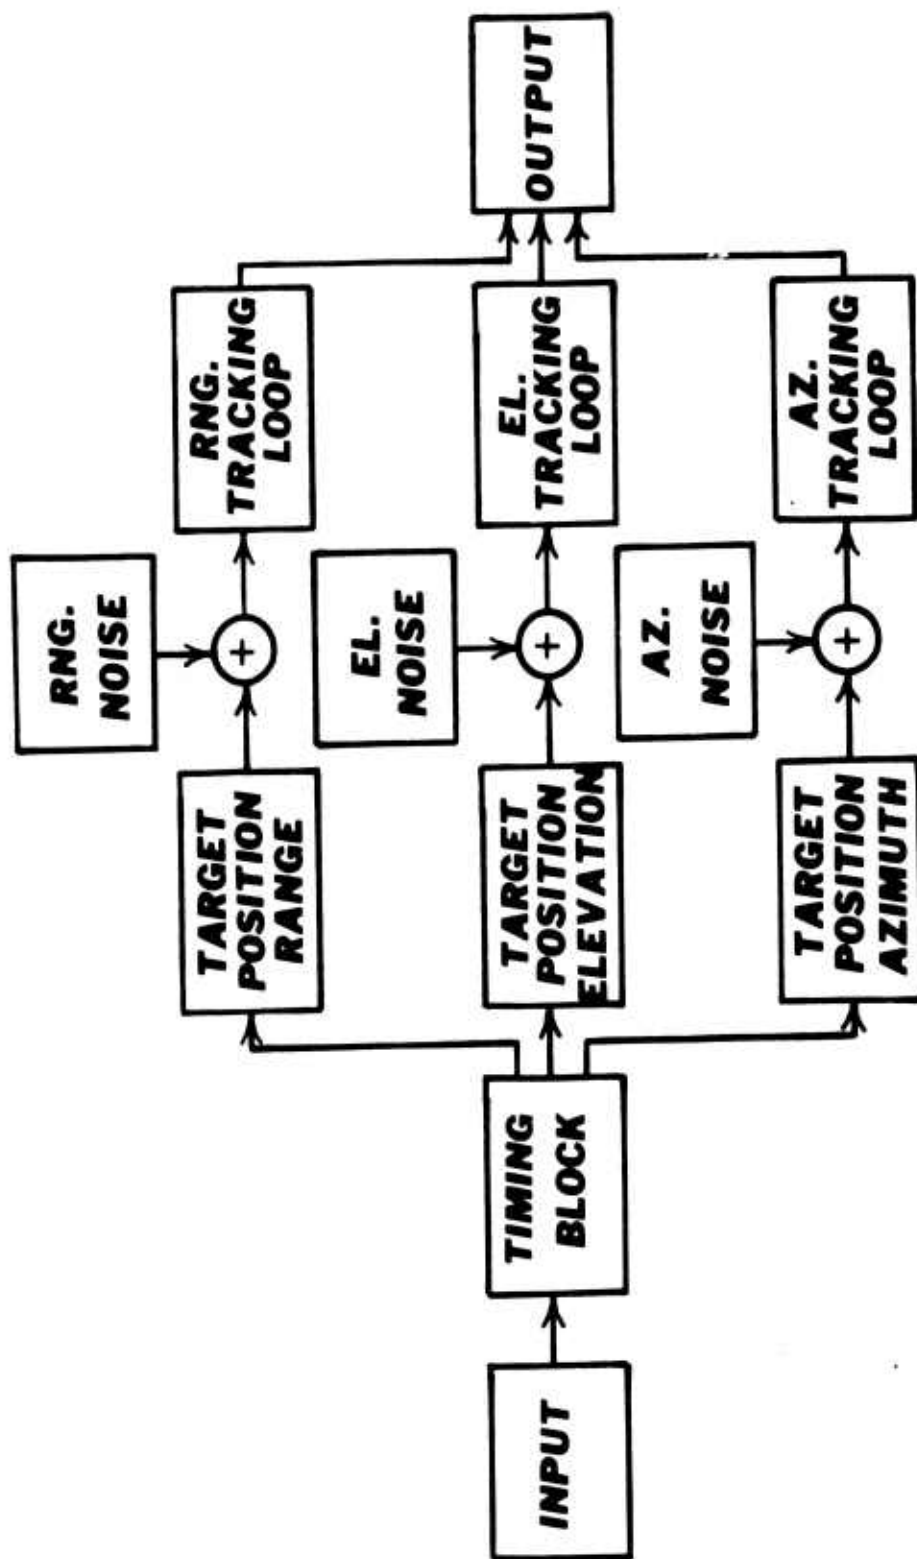 INPUT
TIMING
BLOCK
TARGET
POSITION
RANGE
RNG.
NOISE
+
RNG.
TRACKING
LOOP
TARGET
POSITION
ELEVATION
EL.
NOISE
+
EL.
TRACKING
LOOP
TARGET
POSITION
AZIMUTH
AZ.
NOISE
+
AZ.
TRACKING
LOOP
OUTPUT